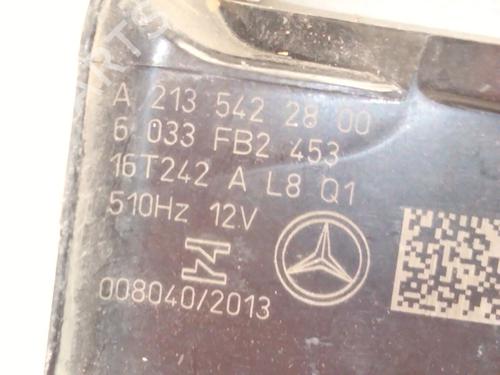 A 213 542 28 00
6 033 FB2 453
16T242 A L8 Q1
510Hz 12V
008040/2013